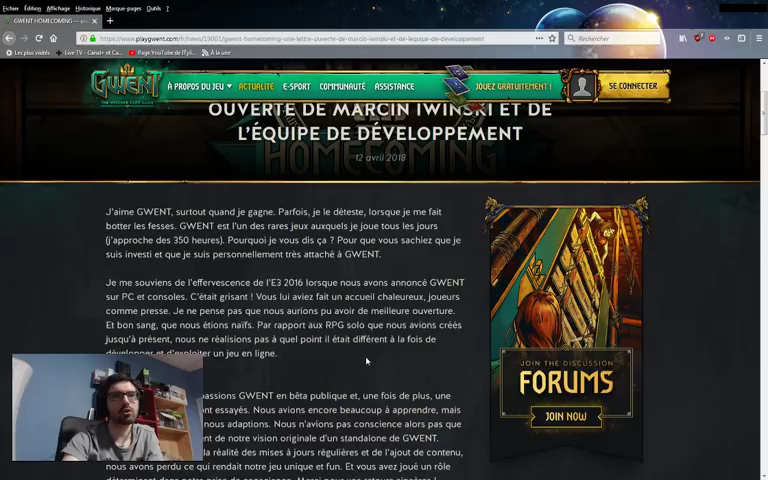 Fichier Édition Affichage Historique Marque-pages Outils ?
GWENT HOMECOMING
https://www.playgwent.com/fr/news/19001/gwent-homecoming-une-lettre-ouverte-de-marcin-iwinski-et-de-lequipe-de-developpement
Rechercher
Les plus visités Live TV - Canal+ et Ca... Page YouTube de lTyli... À la une
GWENT
THE WITCHER CARD GAME
À PROPOS DU JEU ACTUALITÉ E-SPORT COMMUNAUTÉ ASSISTANCE JOUEZ GRATUITEMENT ! SE CONNECTER
OUVERTE DE MARCIN IWIŃSKI ET DE
L'ÉQUIPE DE DÉVELOPPEMENT
HOMECOMING
12 avril 2018
J'aime GWENT, surtout quand je gagne. Parfois, je le déteste, lorsque je me fait
botter les fesses. GWENT est l'un des rares jeux auxquels je joue tous les jours
(j'approche des 350 heures). Pourquoi je vous dis ça ? Pour que vous sachiez que je
suis investi et que je suis personnellement très attaché à GWENT.
Je me souviens de l'effervescence de l'E3 2016 lorsque nous avons annoncé GWENT
sur PC et consoles. C'était grisant ! Vous lui aviez fait un accueil chaleureux, joueurs
comme presse. Je ne pense pas que nous aurions pu avoir de meilleure ouverture.
Et bon sang, que nous étions naïfs. Par rapport aux RPG solo que nous avions créés
jusqu'à présent, nous ne réalisions pas à quel point il était différent à la fois de
développer et d'exploiter un jeu en ligne.
passions GWENT en bêta publique et, une fois de plus, une
ont essayés. Nous avions encore beaucoup à apprendre, mais
nous adaptions. Nous n'avions pas conscience alors pas que
ent de notre vision originale d'un standalone de GWENT.
la réalité des mises à jours régulières et de l'ajout de contenu,
nous avons perdu ce qui rendait notre jeu unique et fun. Et vous avez joué un rôle
JOIN THE DISCUSSION
FORUMS
JOIN NOW